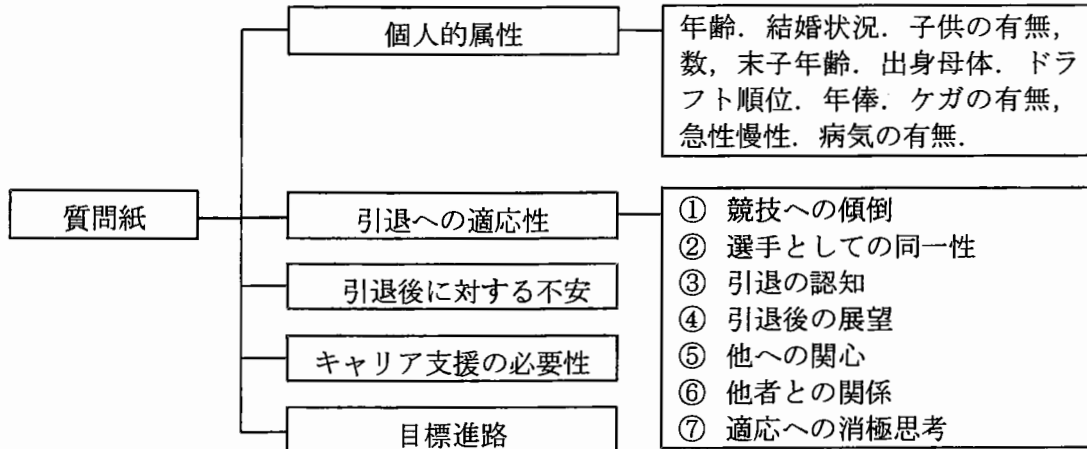 個人的属性
年齢．結婚状況．子供の有無，
数，末子年齢．出身母体．ドラ
フト順位．年俸．ケガの有無，
急性慢性．病気の有無．
質問紙
引退への適応性
① 競技への傾倒
② 選手としての同一性
③ 引退の認知
④ 引退後の展望
⑤ 他への関心
⑥ 他者との関係
⑦ 適応への消極思考
引退後に対する不安
キャリア支援の必要性
目標進路